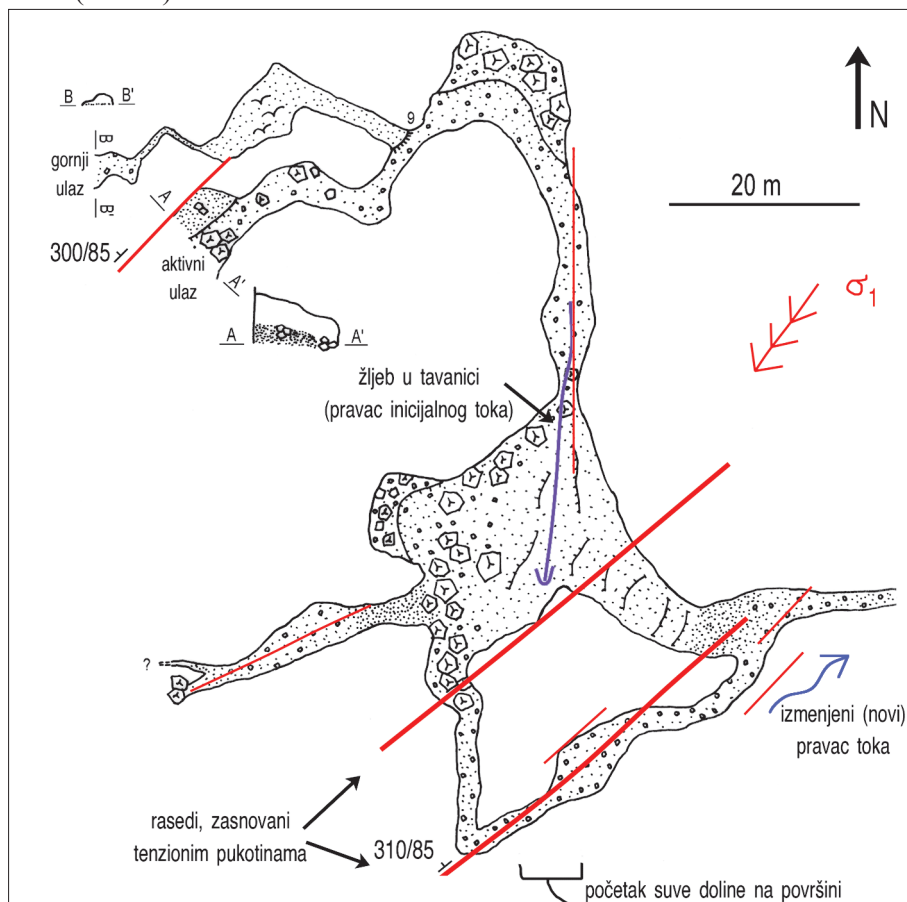 N
20 m
σ1
B B'
B
gornji
ulaz
B'
A
9
300/85
aktivni
ulaz
A'
A A'
žljeb u tavanici
(pravac inicijalnog toka)
?
izmenjeni (novi)
pravac toka
rasedi, zasnovani
tenzionim pukotinama
310/85
početak suve doline na površini